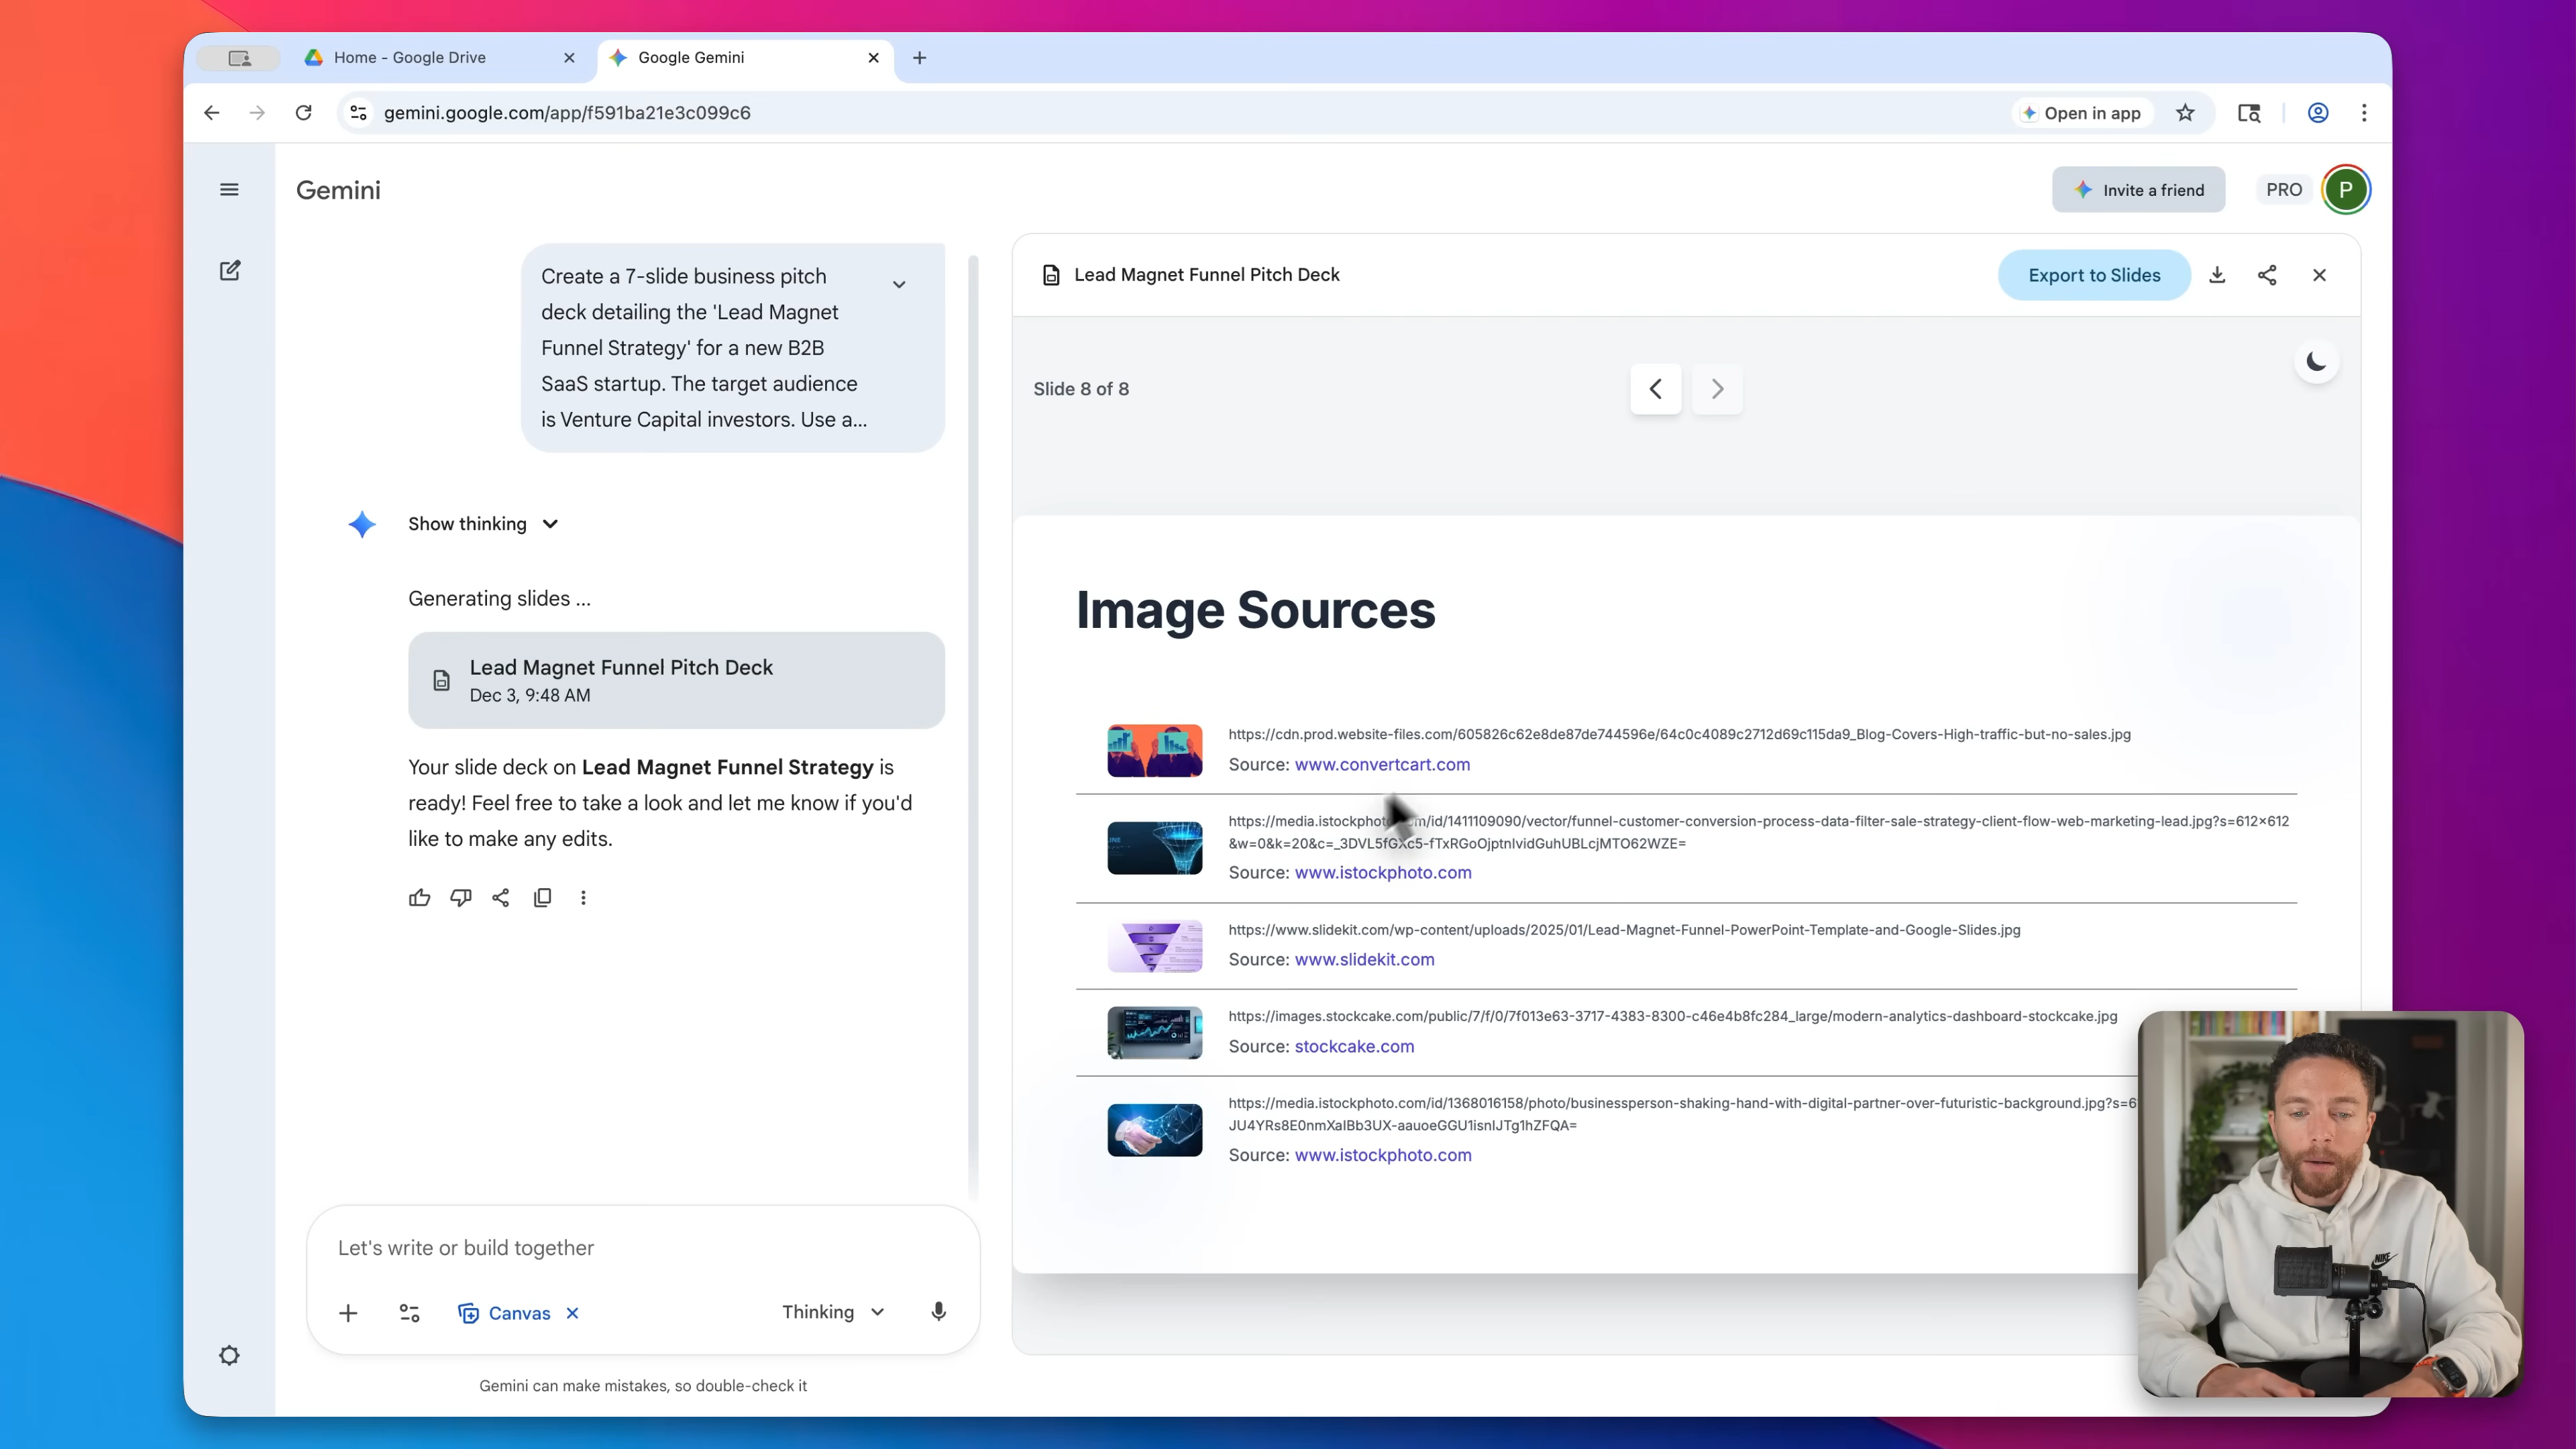 Home - Google Drive
Google Gemini
gemini.google.com/app/f591ba21e3c099c6
Open in app
Gemini
Invite a friend
PRO
P
Create a 7-slide business pitch
deck detailing the 'Lead Magnet
Funnel Strategy' for a new B2B
SaaS startup. The target audience
is Venture Capital investors. Use a...
Show thinking
Generating slides ...
Lead Magnet Funnel Pitch Deck
Dec 3, 9:48 AM
Your slide deck on Lead Magnet Funnel Strategy is
ready! Feel free to take a look and let me know if you'd
like to make any edits.
Let's write or build together
Canvas
Thinking
Gemini can make mistakes, so double-check it
Lead Magnet Funnel Pitch Deck
Export to Slides
Slide 8 of 8
Image Sources
https://cdn.prod.website-files.com/605826c62e8de87de744596e/64c0c4089c2712d69c115da9_Blog-Covers-High-traffic-but-no-sales.jpg
Source: www.convertcart.com
/id/1411109090/vector/funnel-customer-conversion-process-data-filter-sale-strategy-client-flow-web-marketing-lead.jpg?s=612×612
Source: www.istockphoto.com
https://www.slidekit.com/wp-content/uploads/2025/01/Lead-Magnet-Funnel-PowerPoint-Template-and-Google-Slides.jpg
Source: www.slidekit.com
https://images.stockcake.com/public/7/f/0/7f013e63-3717-4383-8300-c46e4b8fc284_large/modern-analytics-dashboard-stockcake.jpg
Source: stockcake.com
https://media.istockphoto.com/id/1368016158/photo/businessperson-shaking-hand-with-digital-partner-over-futuristic-background.jpg?s=6
Source: www.istockphoto.com
NIKE